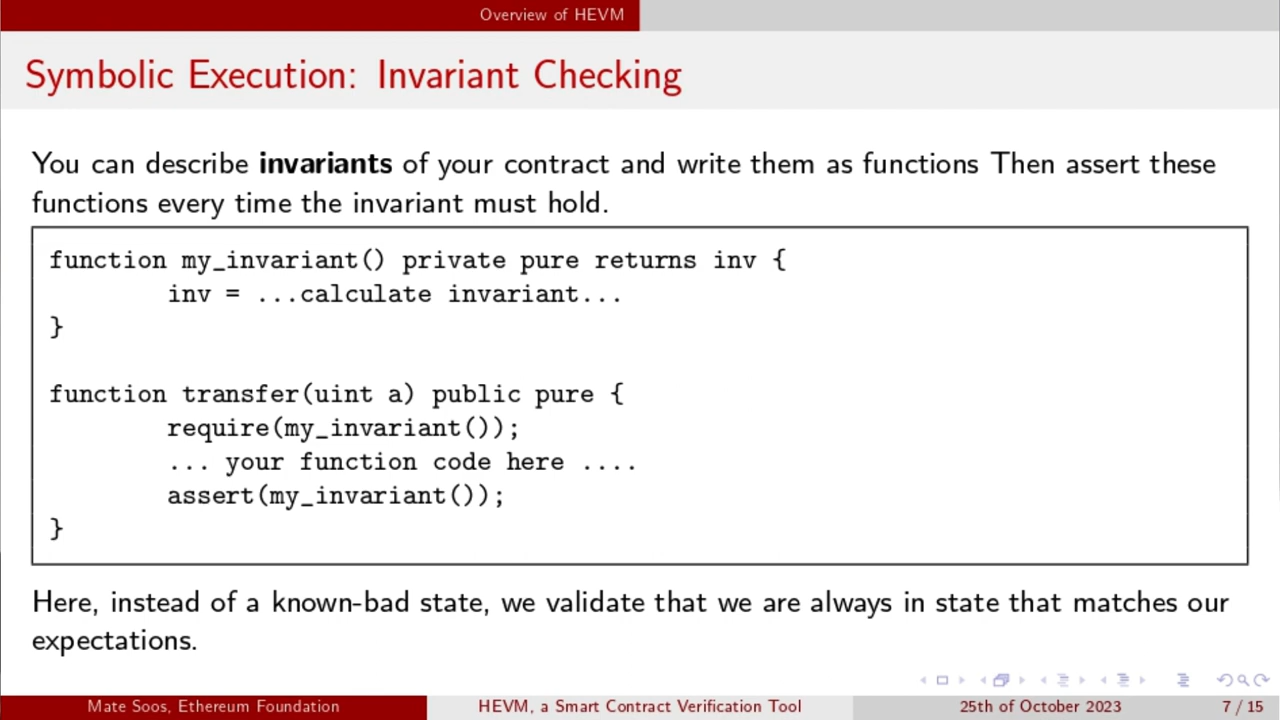 Overview of HEVM
Symbolic Execution: Invariant Checking
You can describe invariants of your contract and write them as functions Then assert these
functions every time the invariant must hold.
function my_invariant() private pure returns inv {
        inv = ...calculate invariant...
}
function transfer(uint a) public pure {
        require(my_invariant());
        ... your function code here ....
        assert(my_invariant());
}
Here, instead of a known-bad state, we validate that we are always in state that matches our
expectations.
Mate Soos, Ethereum Foundation HEVM, a Smart Contract Verification Tool 25th of October 2023 7 / 15